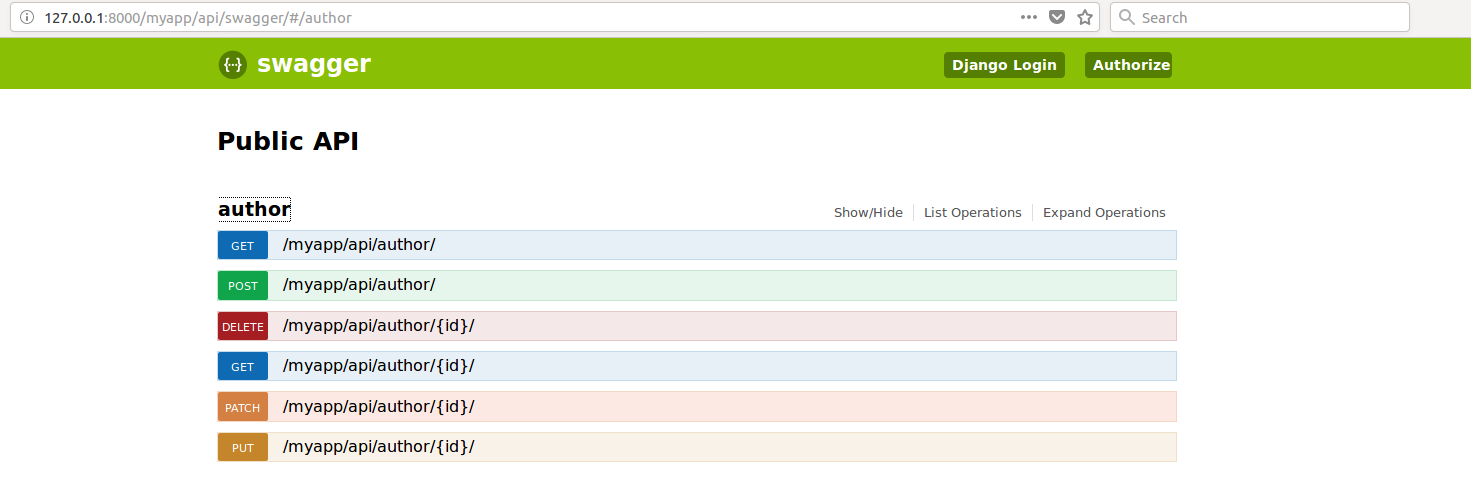 127.0.0.1:8000/myapp/api/swagger/#/author Search
{··} swagger Django Login Authorize
Public API
author Show/Hide List Operations Expand Operations
GET /myapp/api/author/
POST /myapp/api/author/
DELETE /myapp/api/author/{id}/
GET /myapp/api/author/{id}/
PATCH /myapp/api/author/{id}/
PUT /myapp/api/author/{id}/